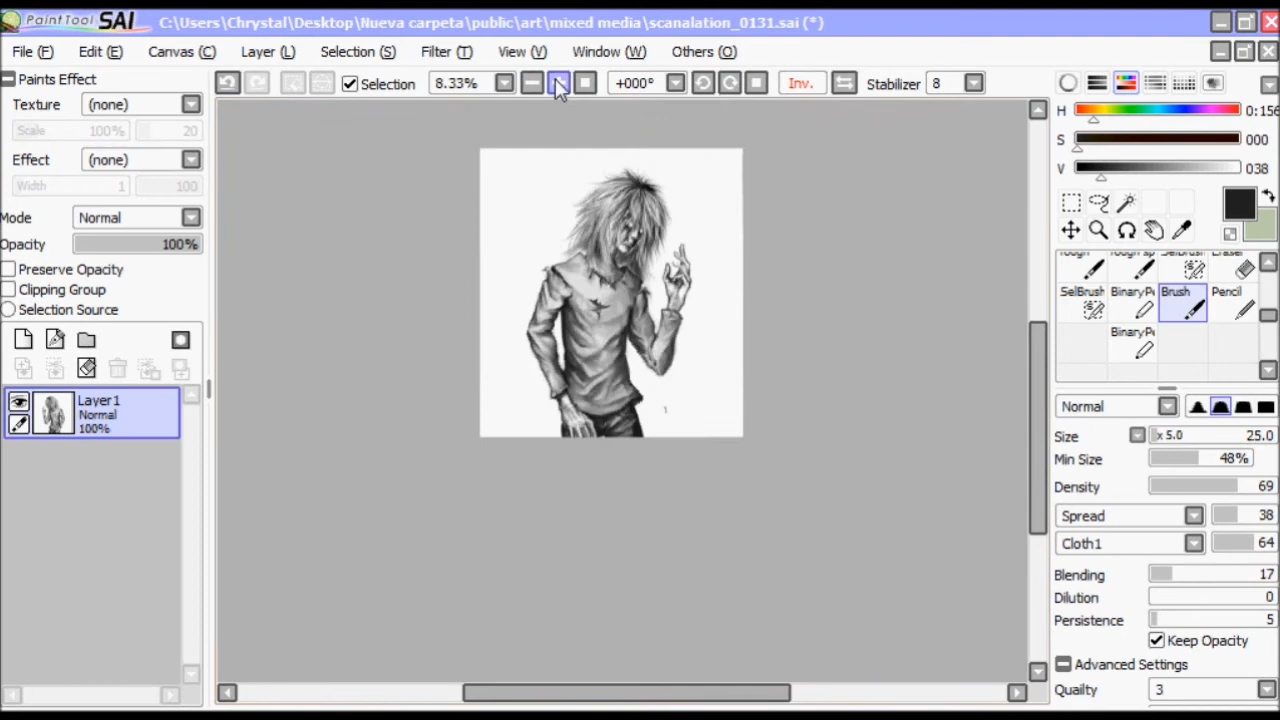 PaintTool SAI C:\Users\Chrystal\Desktop\Nueva carpeta\public\art\mixed media\scanalation_0131.sai (*)
File (F) Edit (E) Canvas (C) Layer (L) Selection (S) Filter (T) View (V) Window (W) Others (O)
Paints Effect
Selection 8.33% +000° Inv. Stabilizer 8
Texture (none)
Scale 100% 20
Effect (none)
Width 1 100
Mode Normal
Opacity 100%
Preserve Opacity
Clipping Group
Selection Source
Layer1
Normal
100%
H 0:156
S 000
V 038
SelBrush BinaryPe Brush Pencil
BinaryPe
Normal
Size x 5.0 25.0
Min Size 48%
Density 69
Spread 38
Cloth1 64
Blending 17
Dilution 0
Persistence 5
Keep Opacity
Advanced Settings
Quailty 3